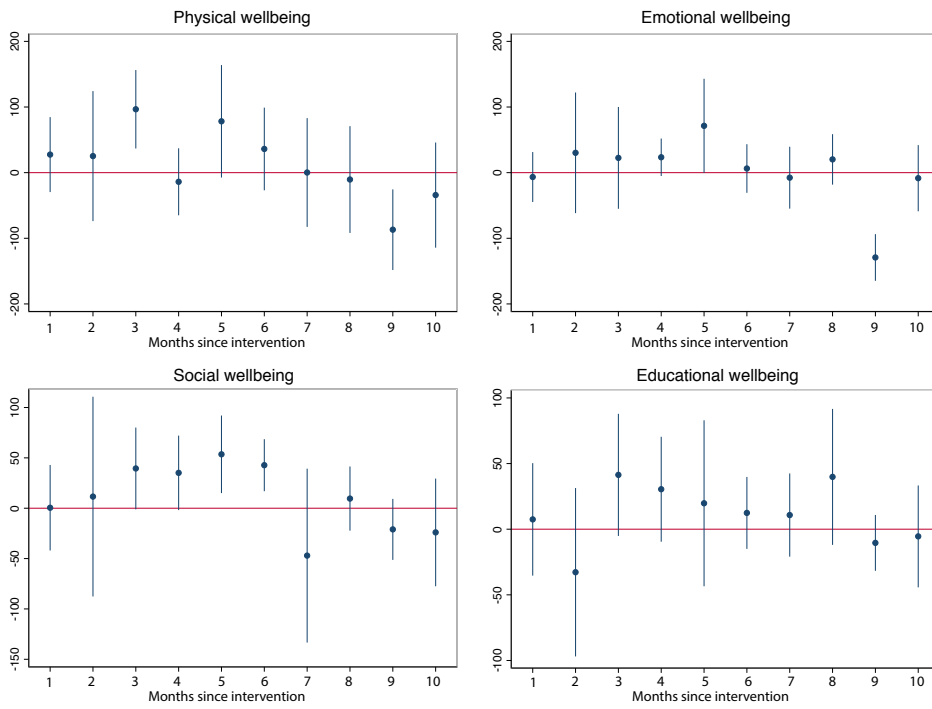 Physical wellbeing
200
100
0
-100
-200
1 2 3 4 5 6 7 8 9 10
Months since intervention
Emotional wellbeing
200
100
0
-100
-200
1 2 3 4 5 6 7 8 9 10
Months since intervention
Social wellbeing
100
50
0
-50
-100
-150
1 2 3 4 5 6 7 8 9 10
Months since intervention
Educational wellbeing
100
50
0
-50
-100
1 2 3 4 5 6 7 8 9 10
Months since intervention